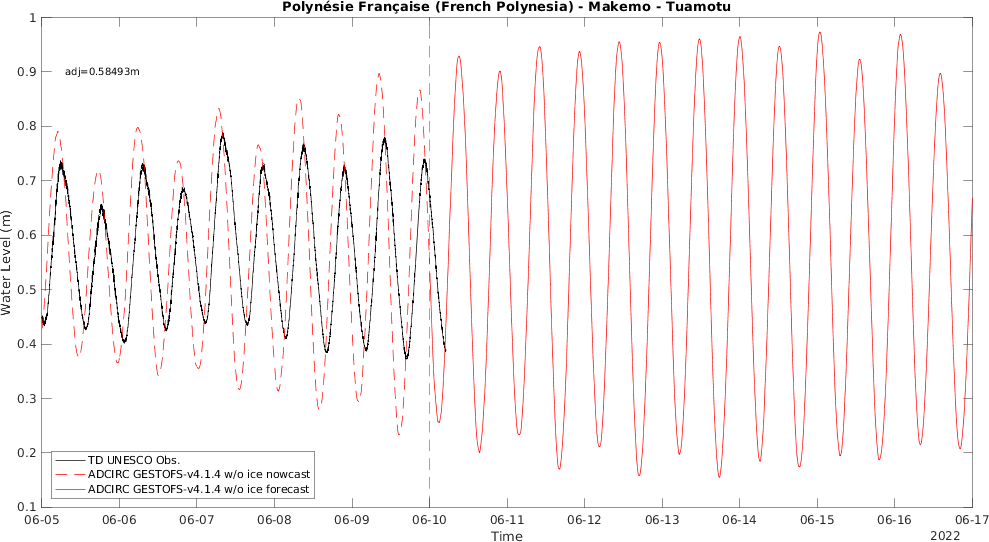 Polynésie Française (French Polynesia) - Makemo - Tuamotu
1
0.9
0.8
0.7
0.6
0.5
0.4
0.3
0.2
0.1
Water Level (m)
adj=0.58493m
TD UNESCO Obs.
ADCIRC GESTOFS-v4.1.4 w/o ice nowcast
ADCIRC GESTOFS-v4.1.4 w/o ice forecast
06-05 06-06 06-07 06-08 06-09 06-10 06-11 06-12 06-13 06-14 06-15 06-16 06-17
Time
2022